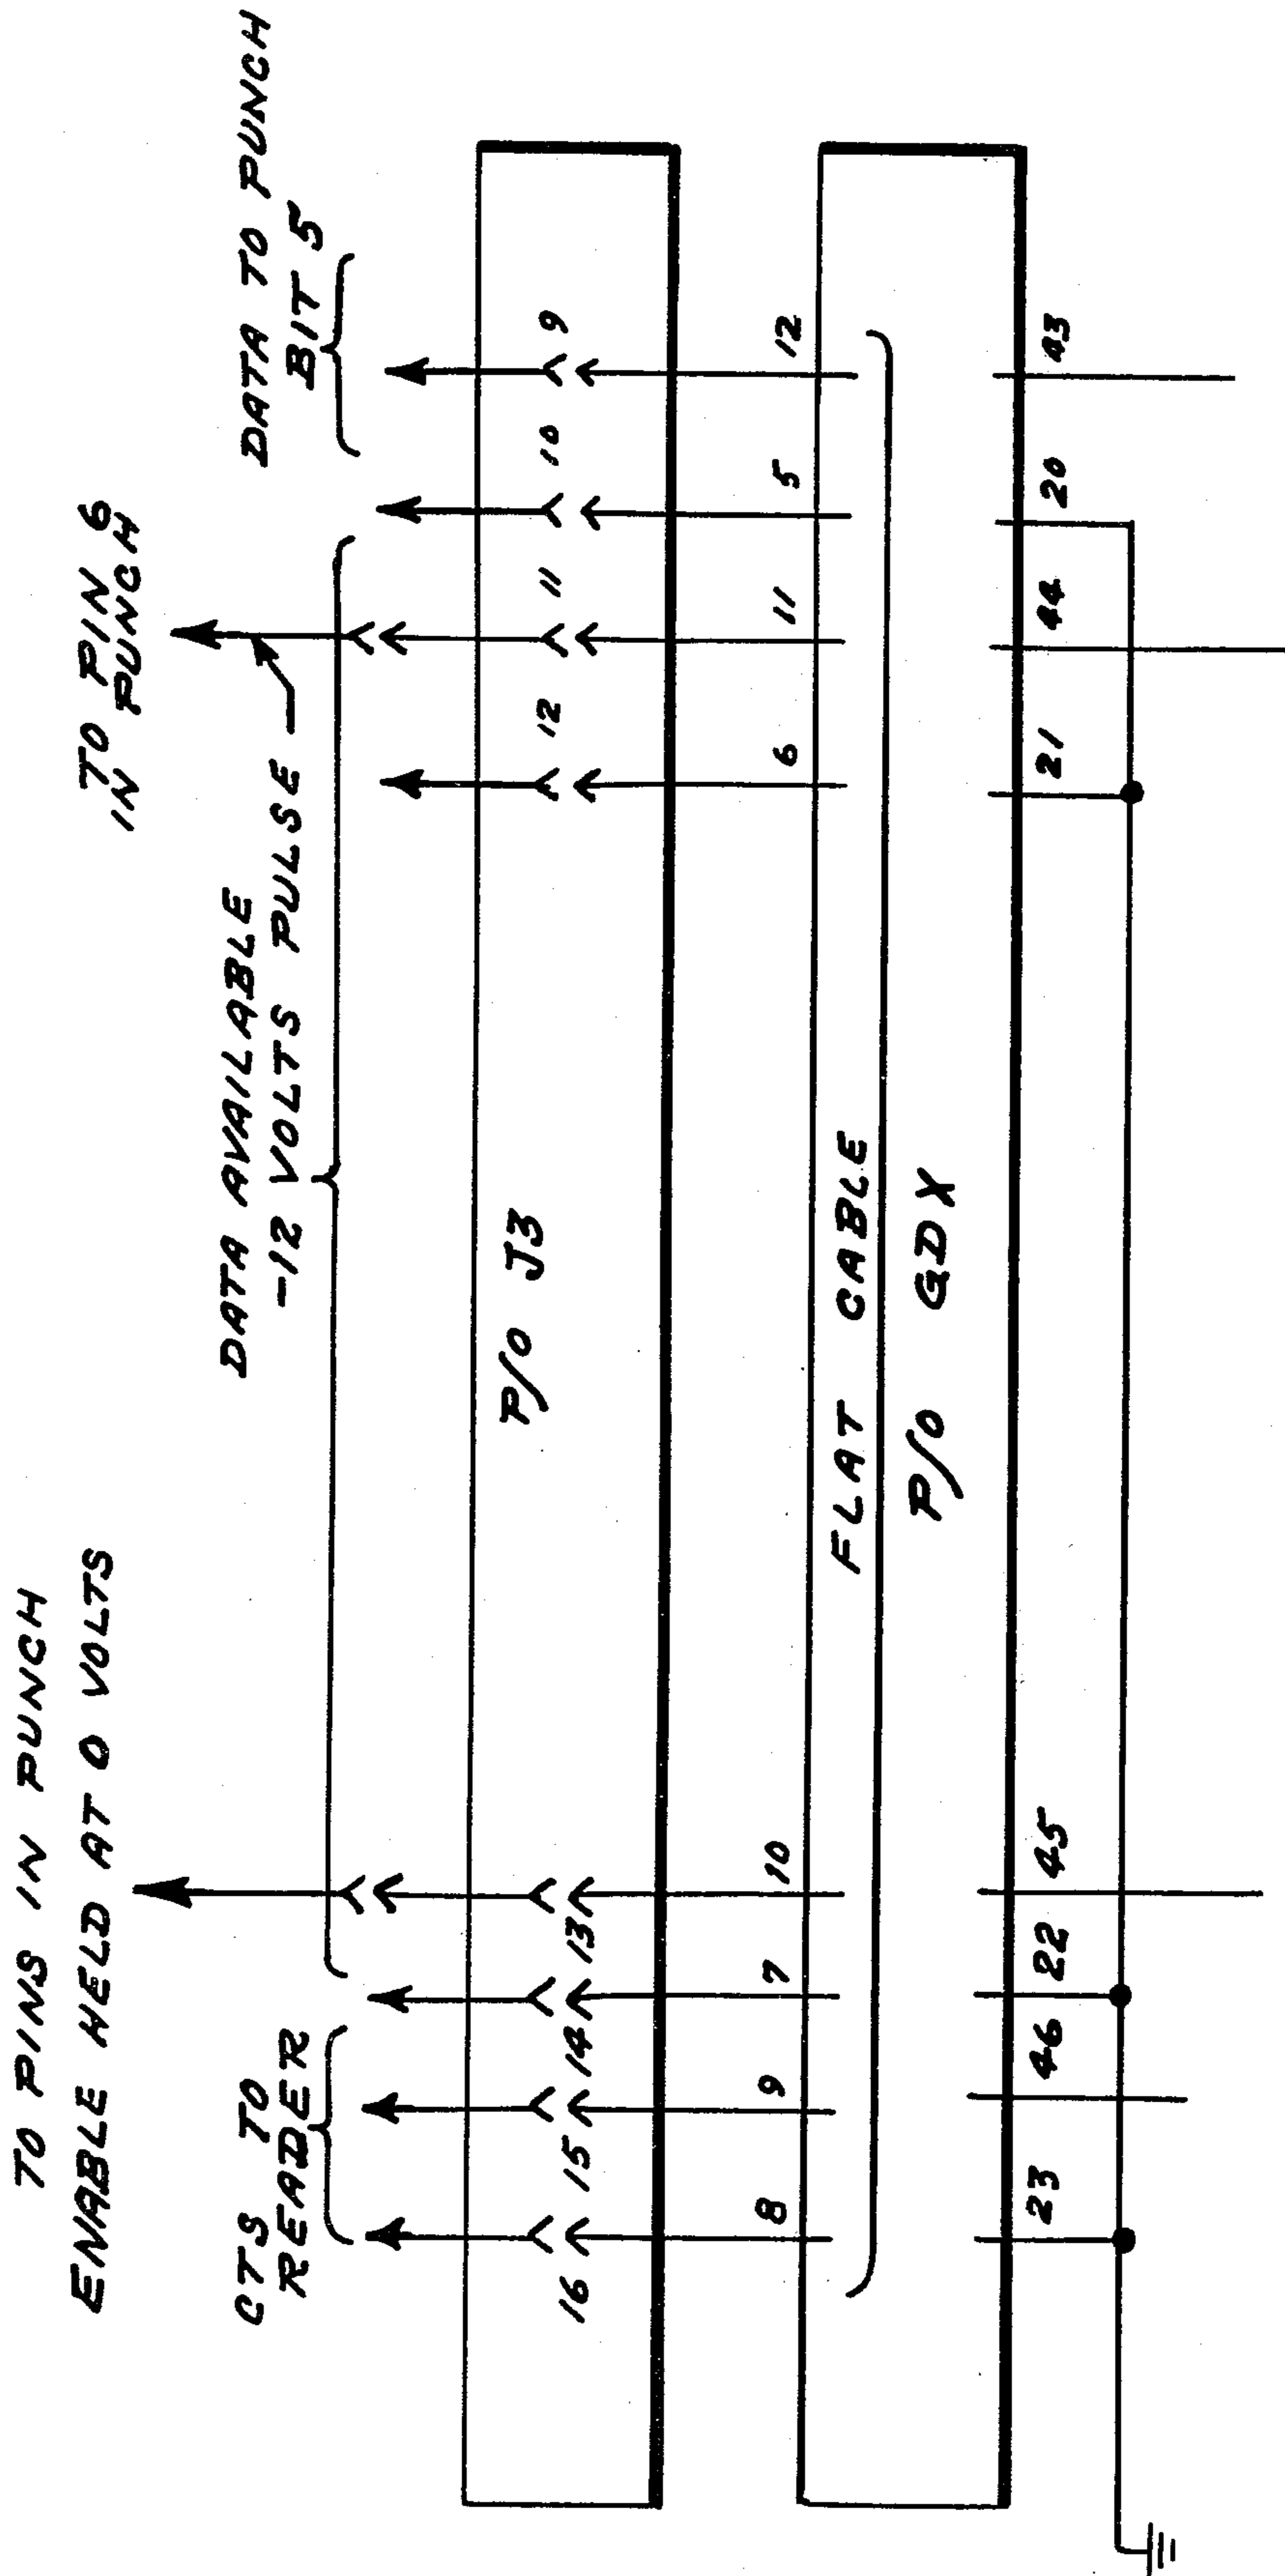 TO PINS IN PUNCH
ENABLE HELD AT 0 VOLTS
TO PIN 6
IN PUNCH
CTS TO
READER
DATA AVAILABLE
-12 VOLTS PULSE
DATA TO PUNCH
BIT 5
P/O J3
16 15 14 13 12 11 10 9
8 9 7 10 6 11 5 12
FLAT CABLE
P/O GDX
23 46 22 45 21 44 20 43